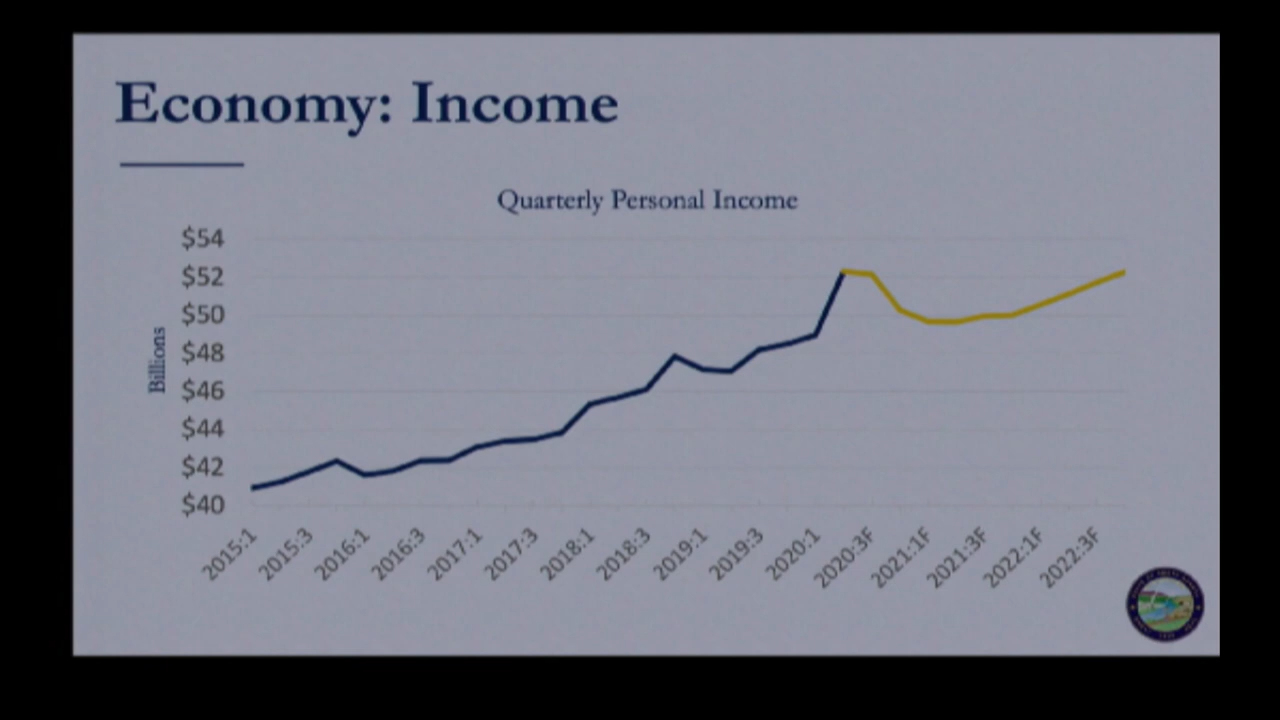 Economy: Income
Quarterly Personal Income
Billions
$54
$52
$50
$48
$46
$44
$42
$40
2015:1
2015:3
2016:1
2016:3
2017:1
2017:3
2018:1
2018:3
2019:1
2019:3
2020:1
2020:3F
2021:1F
2021:3F
2022:1F
2022:3F